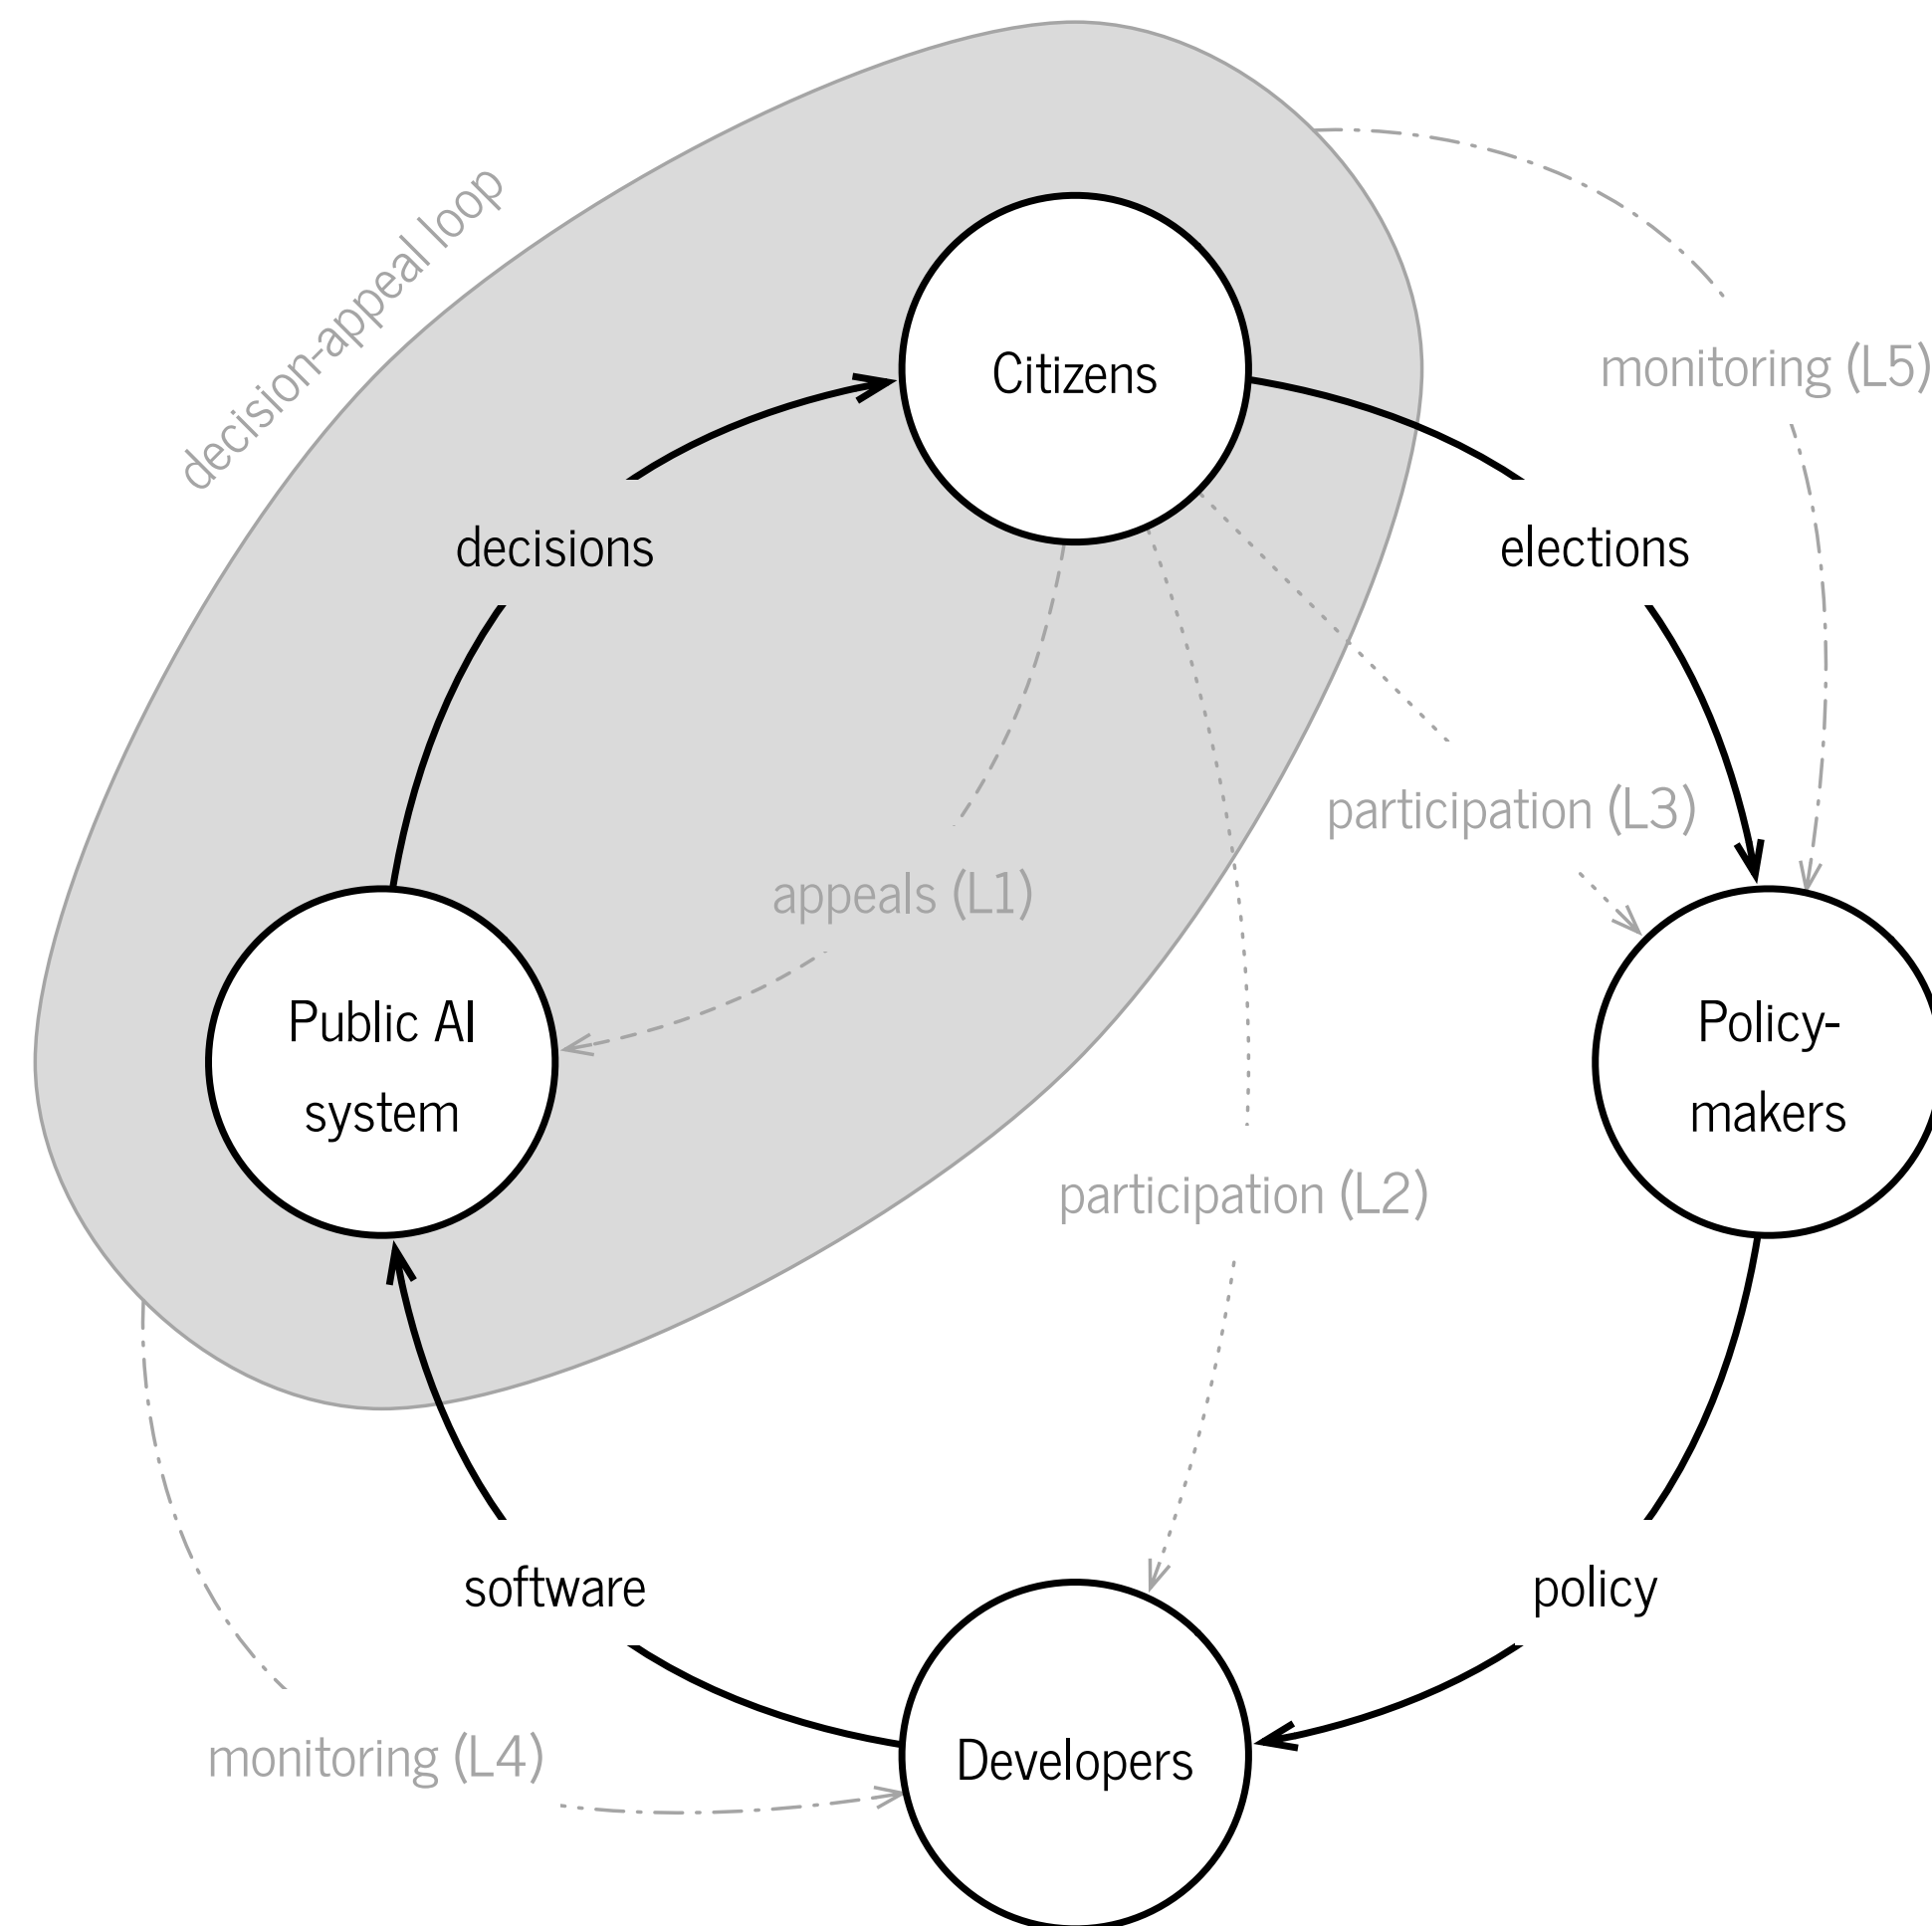 decision-appeal loop
Citizens
monitoring (L5)
decisions
elections
participation (L3)
appeals (L1)
Public AI
system
Policy-
makers
participation (L2)
software
policy
monitoring (L4)
Developers